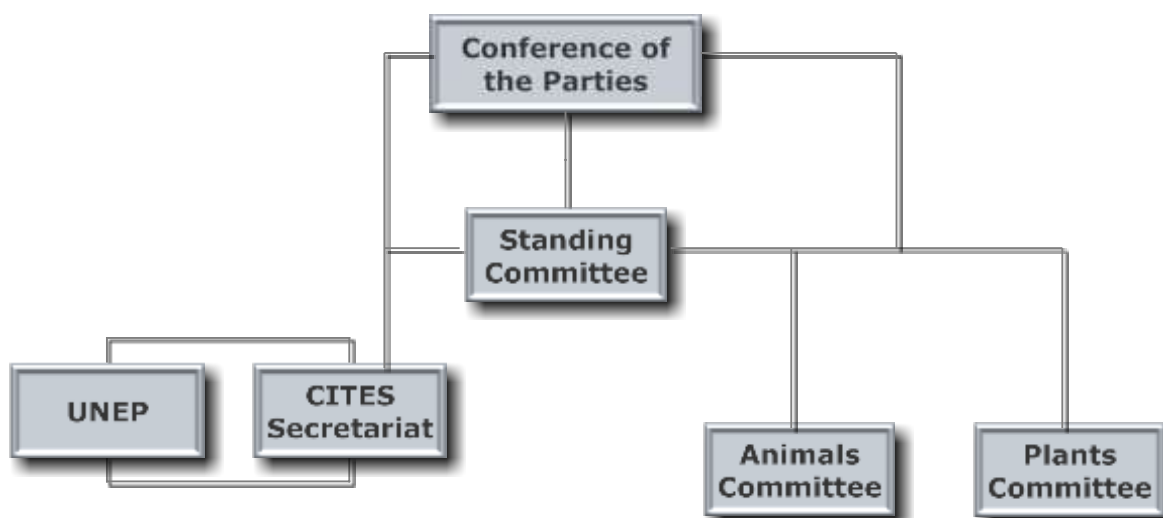 Conference of
the Parties
Standing
Committee
UNEP
CITES
Secretariat
Animals
Committee
Plants
Committee